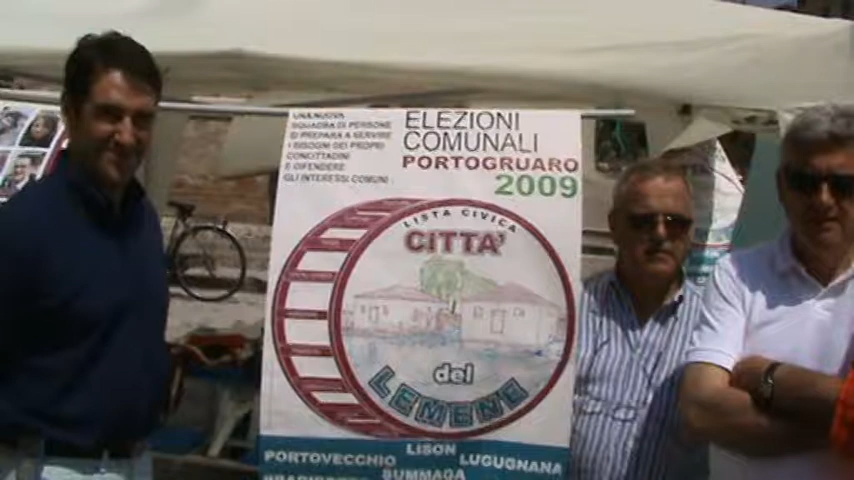 UNA NUOVA
SQUADRA DI PERSONE
SI PREPARA A SERVIRE
I BISOGNI DEI PROPRI
CONCITTADINI
E DIFENDERE
GLI INTERESSI COMUNI.
ELEZIONI
COMUNALI
PORTOGRUARO
2009
LISTA CIVICA
CITTA'
del
LEMENE
PORTOVECCHIO LISON LUGUGNANA
SUMMAGA